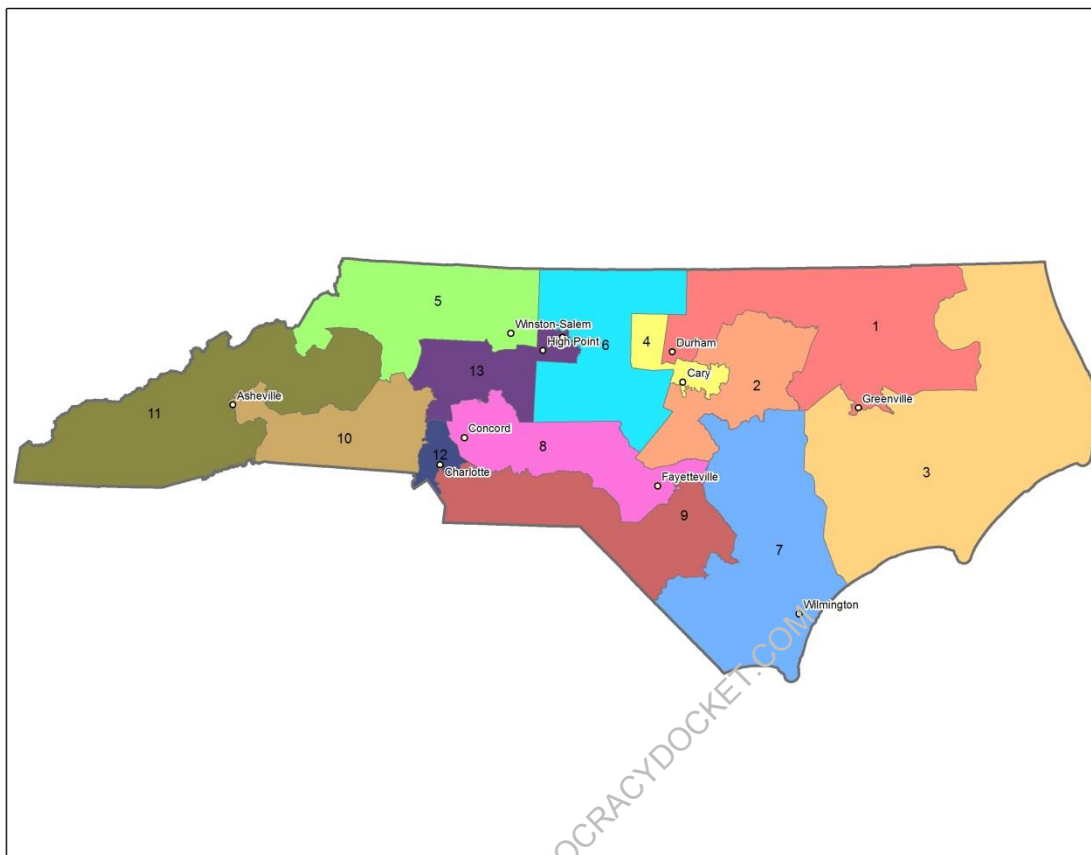 5
Winston-Salem
High Point
6
4
Durham
1
Cary
2
13
Asheville
Greenville
11
10
Concord
8
12
Charlotte
Fayetteville
3
9
7
Wilmington
OCRACYDOCKET.COM